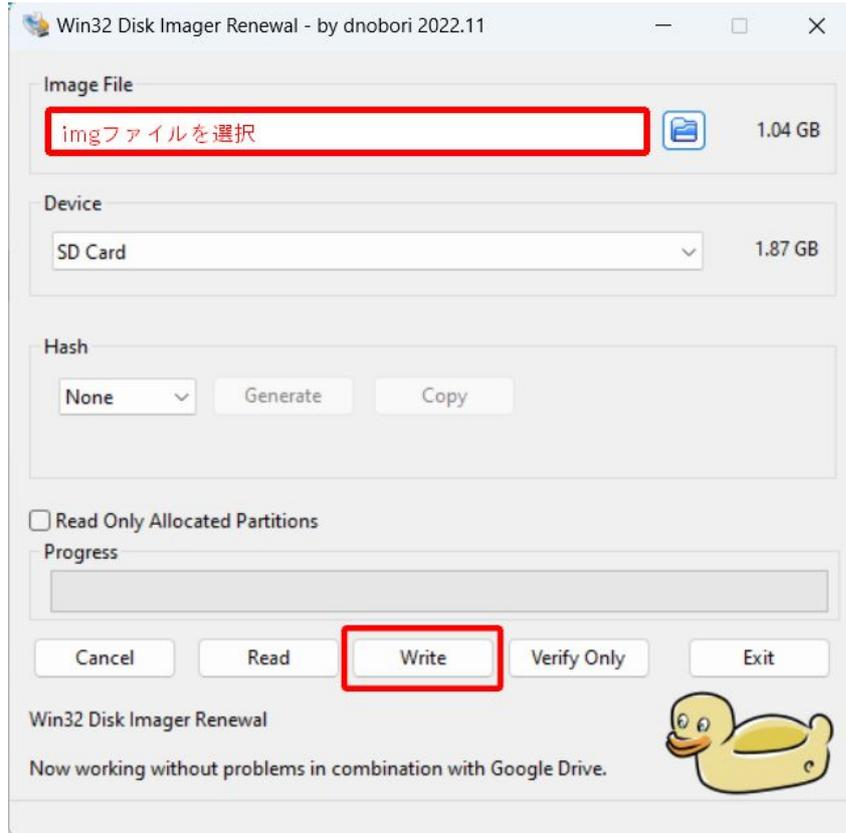 Win32 Disk Imager Renewal - by dnobori 2022.11
Image File
imgファイルを選択
1.04 GB
Device
SD Card
1.87 GB
Hash
None
Generate
Copy
Read Only Allocated Partitions
Progress
Cancel
Read
Write
Verify Only
Exit
Win32 Disk Imager Renewal
Now working without problems in combination with Google Drive.